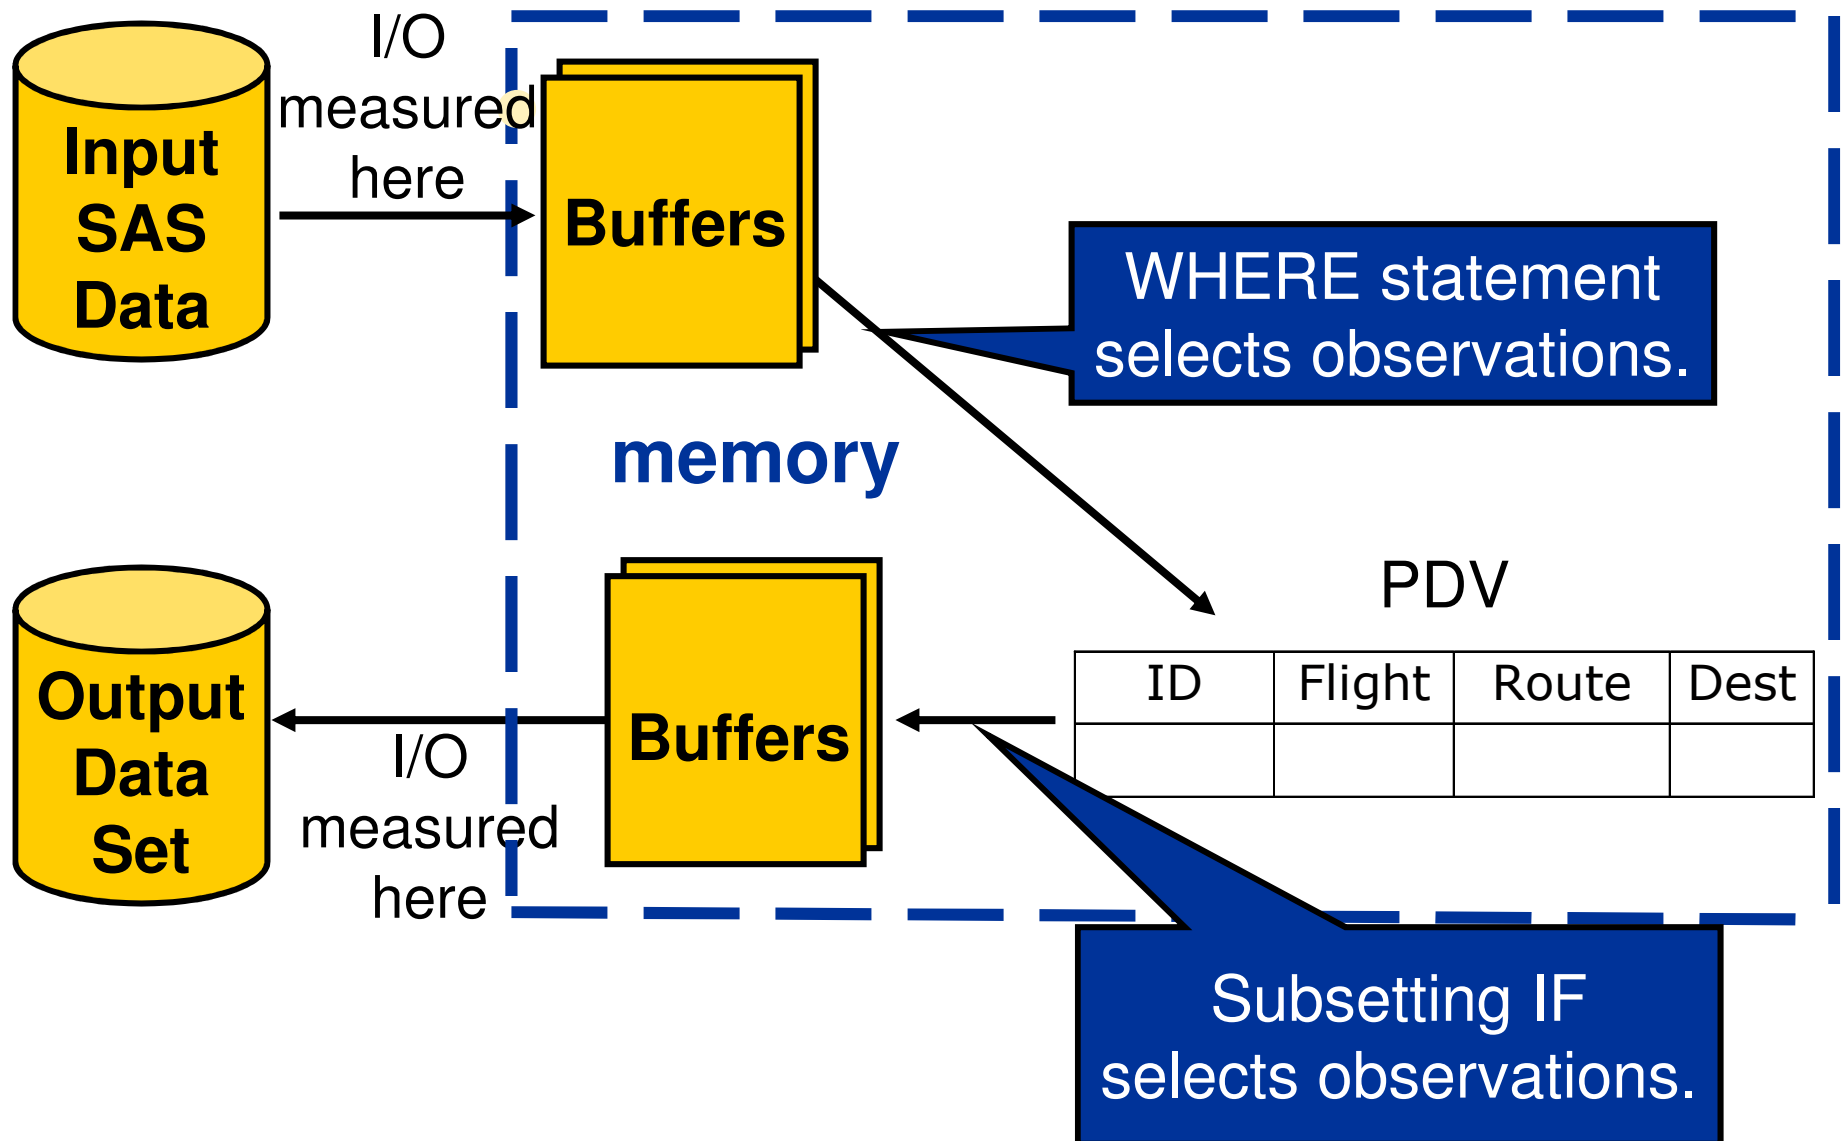 I/O
measured
here
Input
SAS
Data
Buffers
WHERE statement
selects observations.
memory
PDV
ID Flight Route Dest
Output
Data
Set
Buffers
I/O
measured
here
Subsetting IF
selects observations.